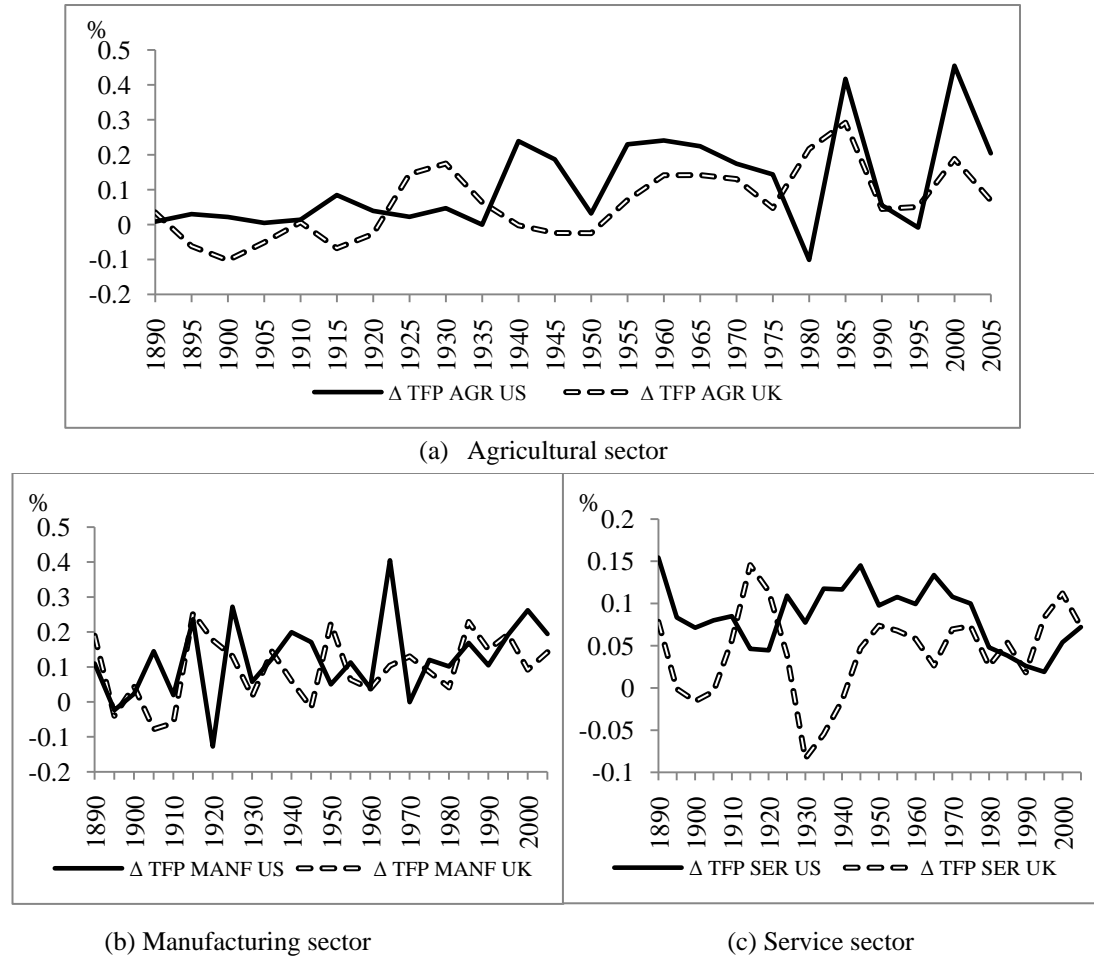 %
0.5
0.4
0.3
0.2
0.1
0
-0.1
-0.2
1890 1895 1900 1905 1910 1915 1920 1925 1930 1935 1940 1945 1950 1955 1960 1965 1970 1975 1980 1985 1990 1995 2000 2005
Δ TFP AGR US Δ TFP AGR UK
(a) Agricultural sector
%
0.5
0.4
0.3
0.2
0.1
0
-0.1
-0.2
1890 1900 1910 1920 1930 1940 1950 1960 1970 1980 1990 2000
Δ TFP MANF US Δ TFP MANF UK
(b) Manufacturing sector
%
0.2
0.15
0.1
0.05
0
-0.05
-0.1
1890 1900 1910 1920 1930 1940 1950 1960 1970 1980 1990 2000
Δ TFP SER US Δ TFP SER UK
(c) Service sector